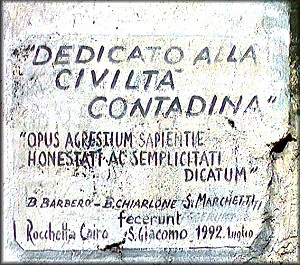 "DEDICATO ALLA
CIVILTÀ
CONTADINA"
"OPUS AGRESTIUM SAPIENTIE
HONESTATI AC SEMPLICITATI
DICATUM"
B. BARBERO - E. CHIARLONE S. MARCHETTI,
fecerunt
Rocchetta Cairo S. GIACOMO 1992. Luglio